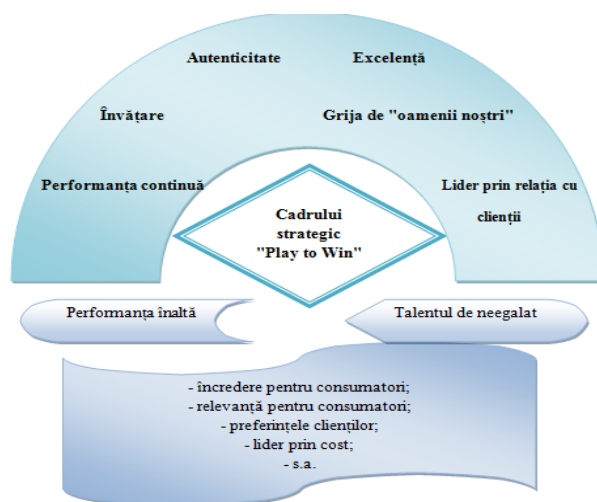 Autenticitate
Excelență
Învățare
Grija de "oamenii noștri"
Performanța continuă
Lider prin relația cu
clienții
Cadrului
strategic
"Play to Win"
Performanța înaltă
Talentul de neegalat
- încredere pentru consumatori;
- relevanță pentru consumatori;
- preferințele clienților;
- lider prin cost;
- s.a.